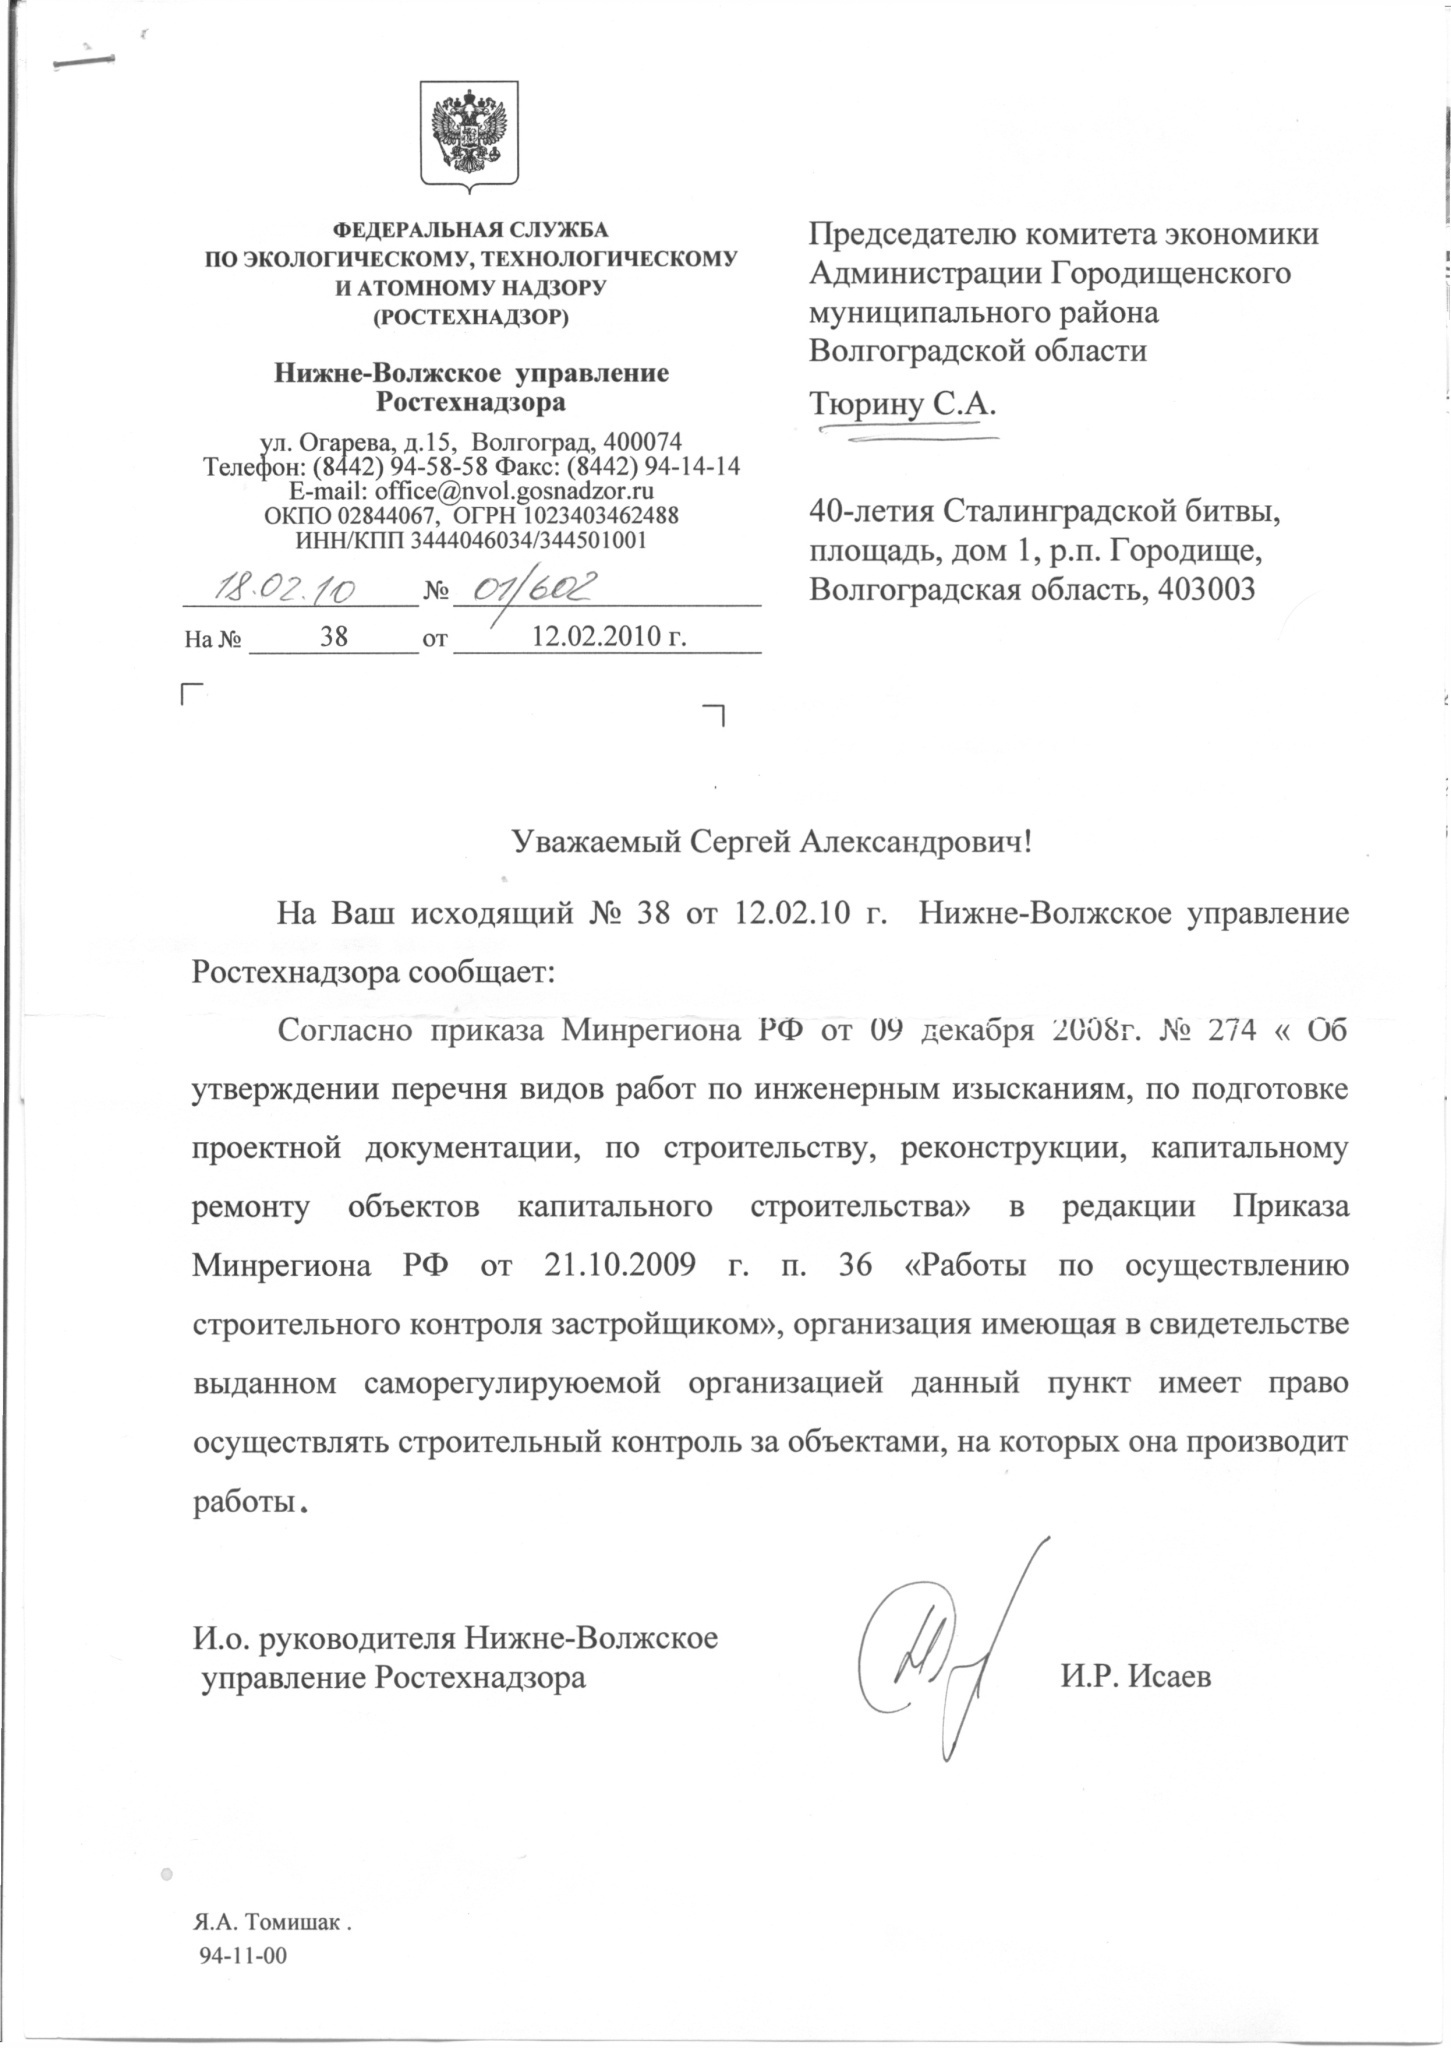 ФЕДЕРАЛЬНАЯ СЛУЖБА
ПО ЭКОЛОГИЧЕСКОМУ, ТЕХНОЛОГИЧЕСКОМУ
И АТОМНОМУ НАДЗОРУ
(РОСТЕХНАДЗОР)
Нижне-Волжское управление
Ростехнадзора
ул. Огарева, д.15, Волгоград, 400074
Телефон: (8442) 94-58-58 Факс: (8442) 94-14-14
E-mail: office@nvol.gosnadzor.ru
ОКПО 02844067, ОГРН 1023403462488
ИНН/КПП 3444046034/344501001
18.02.10 № 01/602
На № 38 от 12.02.2010 г.
Председателю комитета экономики
Администрации Городищенского
муниципального района
Волгоградской области
Тюрину С.А.
40-летия Сталинградской битвы,
площадь, дом 1, р.п. Городище,
Волгоградская область, 403003
Уважаемый Сергей Александрович!
На Ваш исходящий № 38 от 12.02.10 г. Нижне-Волжское управление
Ростехнадзора сообщает:
Согласно приказа Минрегиона РФ от 09 декабря 2008г. № 274 « Об
утверждении перечня видов работ по инженерным изысканиям, по подготовке
проектной документации, по строительству, реконструкции, капитальному
ремонту объектов капитального строительства» в редакции Приказа
Минрегиона РФ от 21.10.2009 г. п. 36 «Работы по осуществлению
строительного контроля застройщиком», организация имеющая в свидетельстве
выданном саморегулируюемой организацией данный пункт имеет право
осуществлять строительный контроль за объектами, на которых она производит
работы.
И.о. руководителя Нижне-Волжское
управление Ростехнадзора
И.Р. Исаев
Я.А. Томишак .
94-11-00